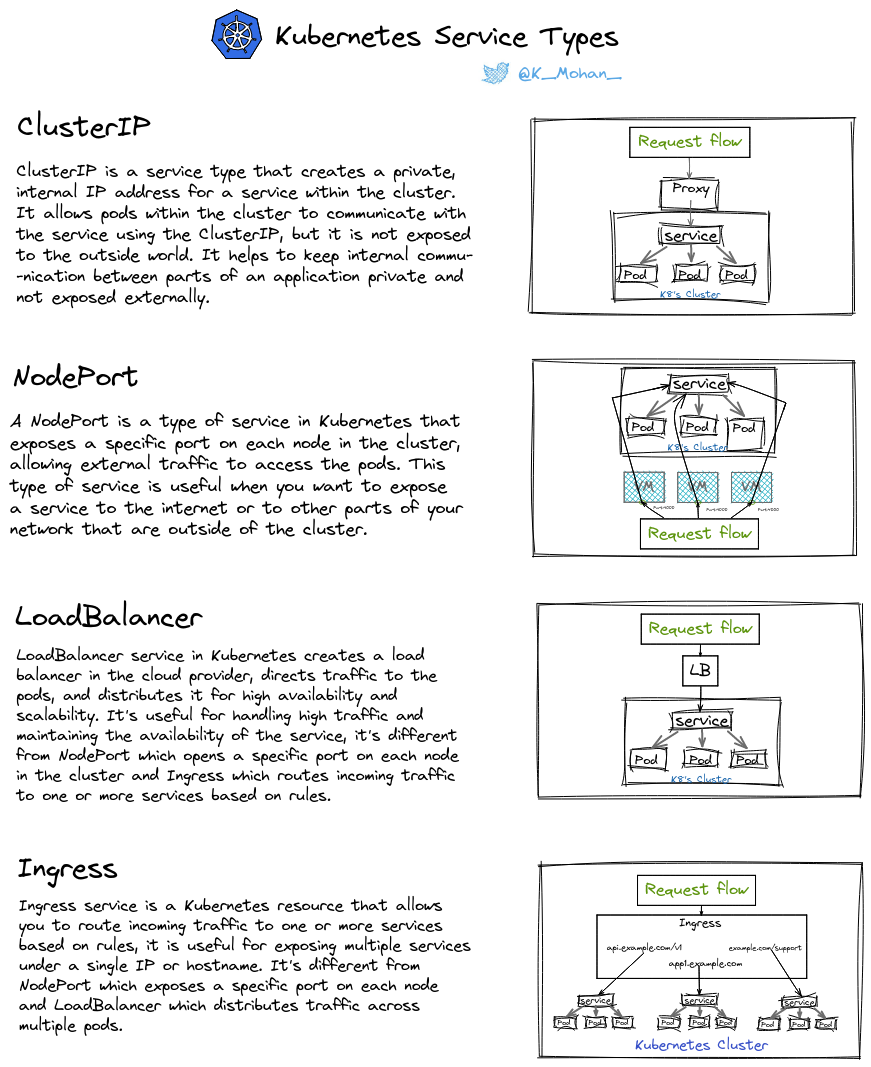 Kubernetes Service Types
@K_Mohan_
ClusterIP
ClusterIP is a service type that creates a private,
internal IP address for a service within the cluster.
It allows pods within the cluster to communicate with
the service using the ClusterIP, but it is not exposed
to the outside world. It helps to keep internal commu-
-nication between parts of an application private and
not exposed externally.
Request flow
Proxy
service
Pod Pod Pod
K8's Cluster
NodePort
A NodePort is a type of service in Kubernetes that
exposes a specific port on each node in the cluster,
allowing external traffic to access the pods. This
type of service is useful when you want to expose
a service to the internet or to other parts of your
network that are outside of the cluster.
service
Pod Pod Pod
K8's Cluster
VM VM VM
Request flow
LoadBalancer
LoadBalancer service in Kubernetes creates a load
balancer in the cloud provider, directs traffic to the
pods, and distributes it for high availability and
scalability. It's useful for handling high traffic and
maintaining the availability of the service, it's different
from NodePort which opens a specific port on each node
in the cluster and Ingress which routes incoming traffic
to one or more services based on rules.
Request flow
LB
service
Pod Pod Pod
K8's Cluster
Ingress
Ingress service is a Kubernetes resource that allows
you to route incoming traffic to one or more services
based on rules, it is useful for exposing multiple services
under a single IP or hostname. It's different from
NodePort which exposes a specific port on each node
and LoadBalancer which distributes traffic across
multiple pods.
Request flow
Ingress
api.example.com/v1 example.com/support
app1.example.com
service service service
Pod Pod Pod Pod Pod Pod Pod Pod Pod
Kubernetes Cluster